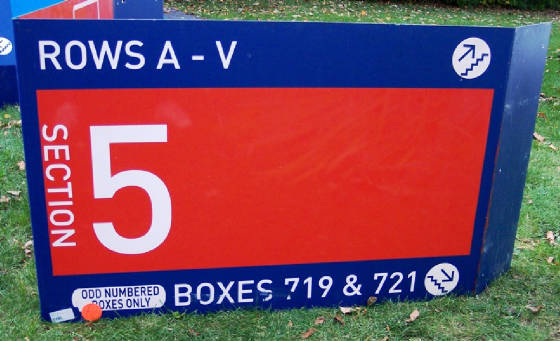 ROWS A - V
SECTION
5
ODD NUMBERED
BOXES ONLY
BOXES 719 & 721